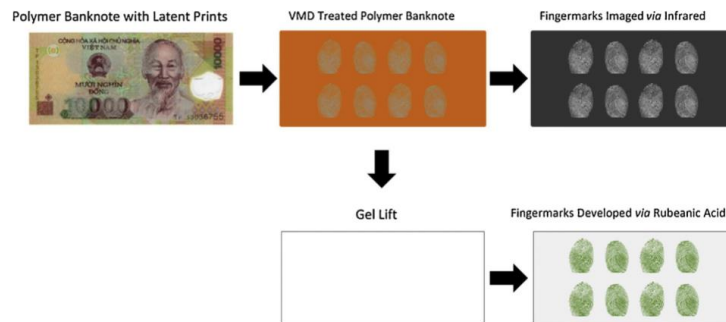 Polymer Banknote with Latent Prints
VMD Treated Polymer Banknote
Fingermarks Imaged via Infrared
CỘNG HÒA XÃ HỘI CHỦ NGHĨA
VIỆT NAM
10000
MƯỜI NGHÌN
ĐỒNG
10000
Gel Lift
Fingermarks Developed via Rubeanic Acid